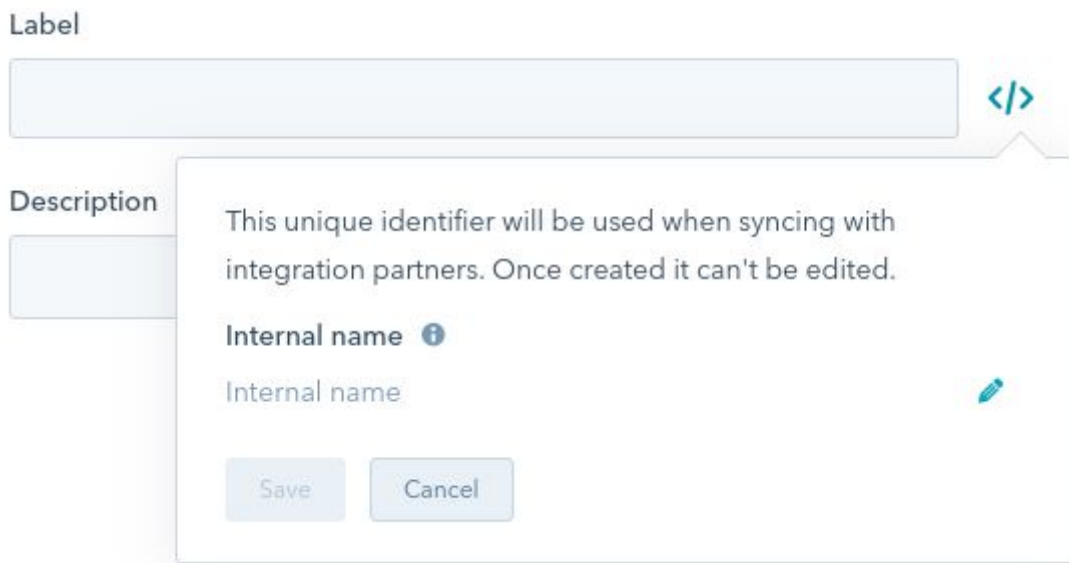 Label
</>
Description
This unique identifier will be used when syncing with
integration partners. Once created it can't be edited.
Internal name
Internal name
Save Cancel